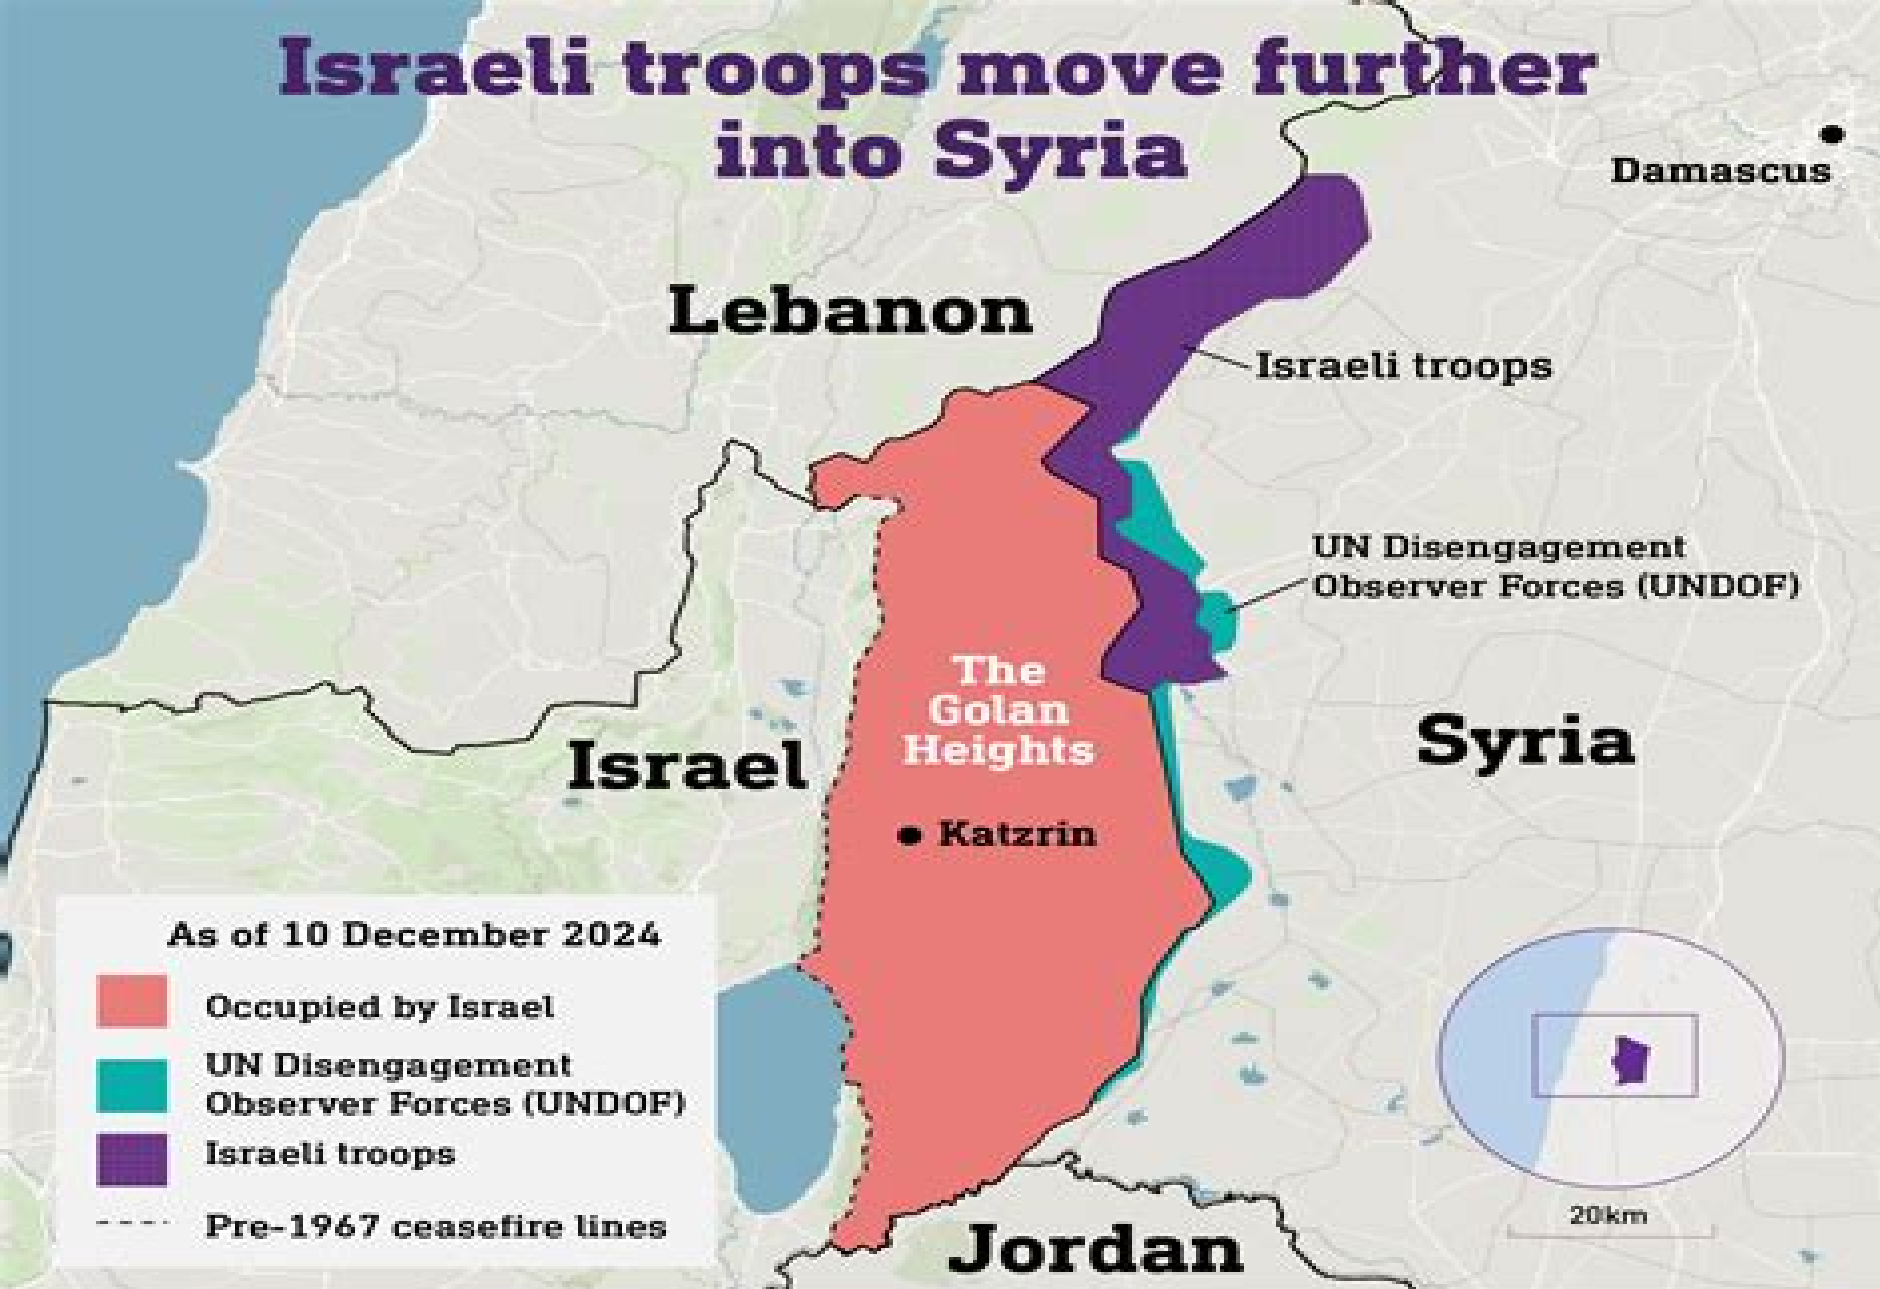 Israeli troops move further
into Syria
Damascus
Lebanon
Israeli troops
UN Disengagement
Observer Forces (UNDOF)
The
Golan
Heights
Syria
Israel
Katzrin
As of 10 December 2024
Occupied by Israel
UN Disengagement
Observer Forces (UNDOF)
Israeli troops
Pre-1967 ceasefire lines
20km
Jordan